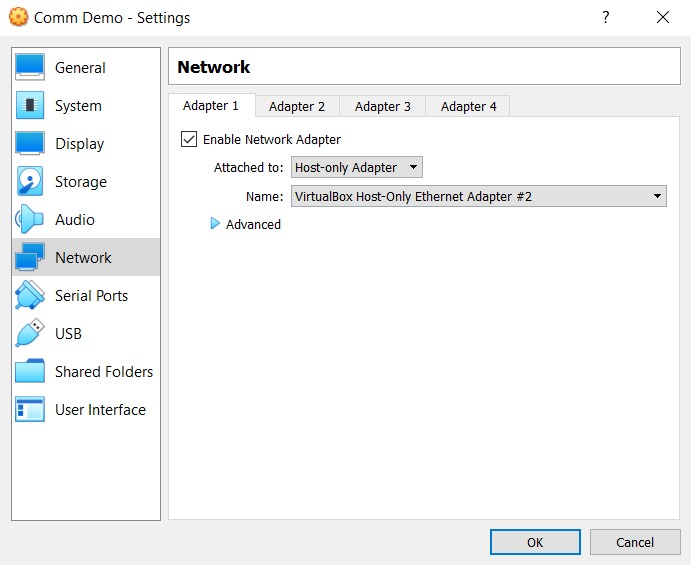 Comm Demo - Settings
?
General
System
Display
Storage
Audio
Network
Serial Ports
USB
Shared Folders
User Interface
Network
Adapter 1 Adapter 2 Adapter 3 Adapter 4
Enable Network Adapter
Attached to: Host-only Adapter
Name: VirtualBox Host-Only Ethernet Adapter #2
Advanced
OK Cancel